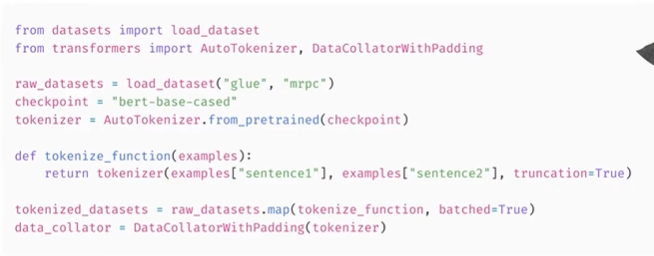 from datasets import load_dataset
from transformers import AutoTokenizer, DataCollatorWithPadding
raw_datasets = load_dataset("glue", "mrpc")
checkpoint = "bert-base-cased"
tokenizer = AutoTokenizer.from_pretrained(checkpoint)
def tokenize_function(examples):
    return tokenizer(examples["sentence1"], examples["sentence2"], truncation=True)
tokenized_datasets = raw_datasets.map(tokenize_function, batched=True)
data_collator = DataCollatorWithPadding(tokenizer)